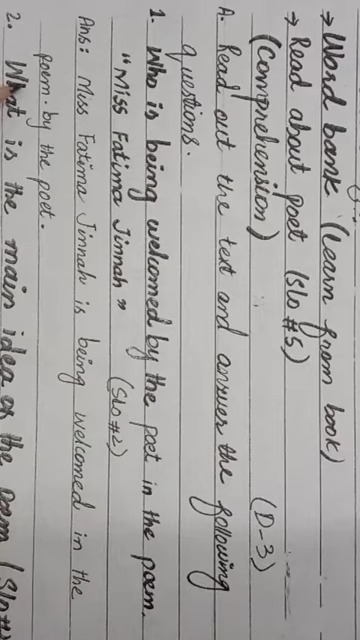 → Word bank (Learn from book)
→ Read about poet (Slo #5)
(Comprehension) (D-3)
A. Read out the text and answer the following
questions.
1. Who is being welcomed by the poet in the poem.
"Miss Fatima Jinnah" (Slo #2)
Ans: Miss Fatima Jinnah is being welcomed in the
poem. by the poet.
2. What is the main idea of the poem (Slo#